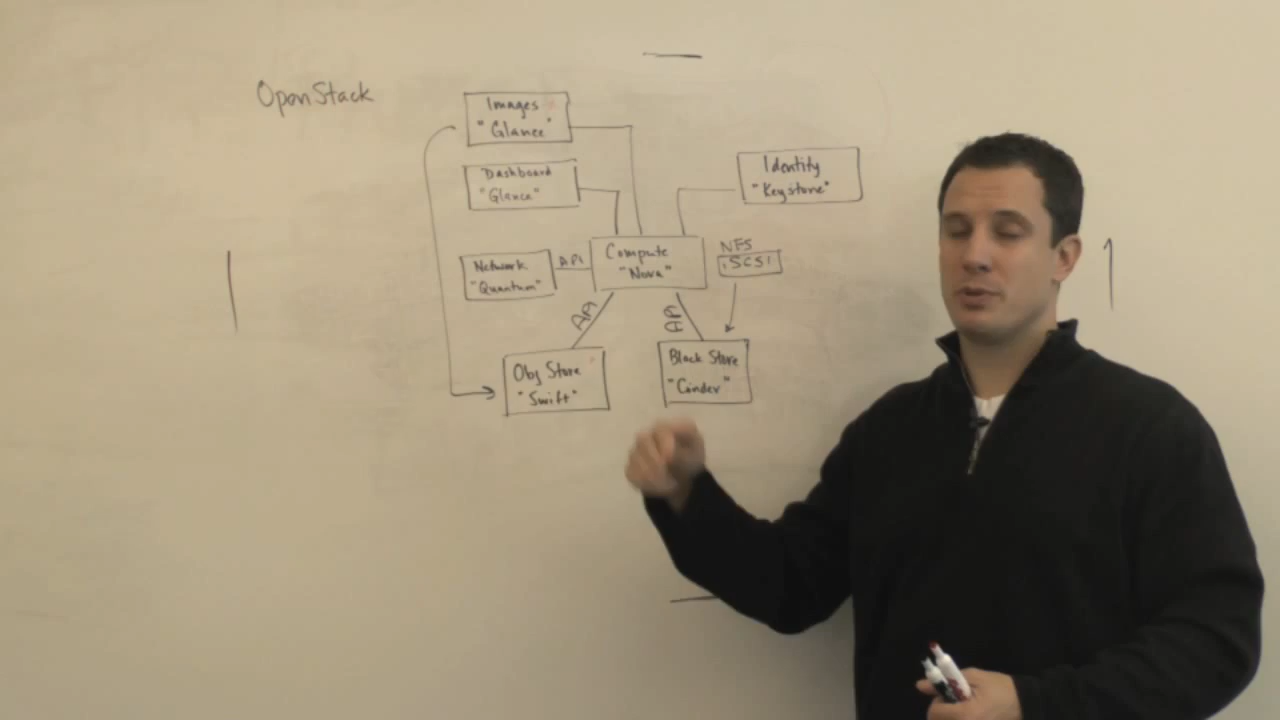 OpenStack
Images
"Glance"
Dashboard
"Glance"
Identity
"Keystone"
Network
"Quantum"
API
Compute
"Nova"
NFS
iSCSI
API
API
Obj Store
"Swift"
Block Store
"Cinder"